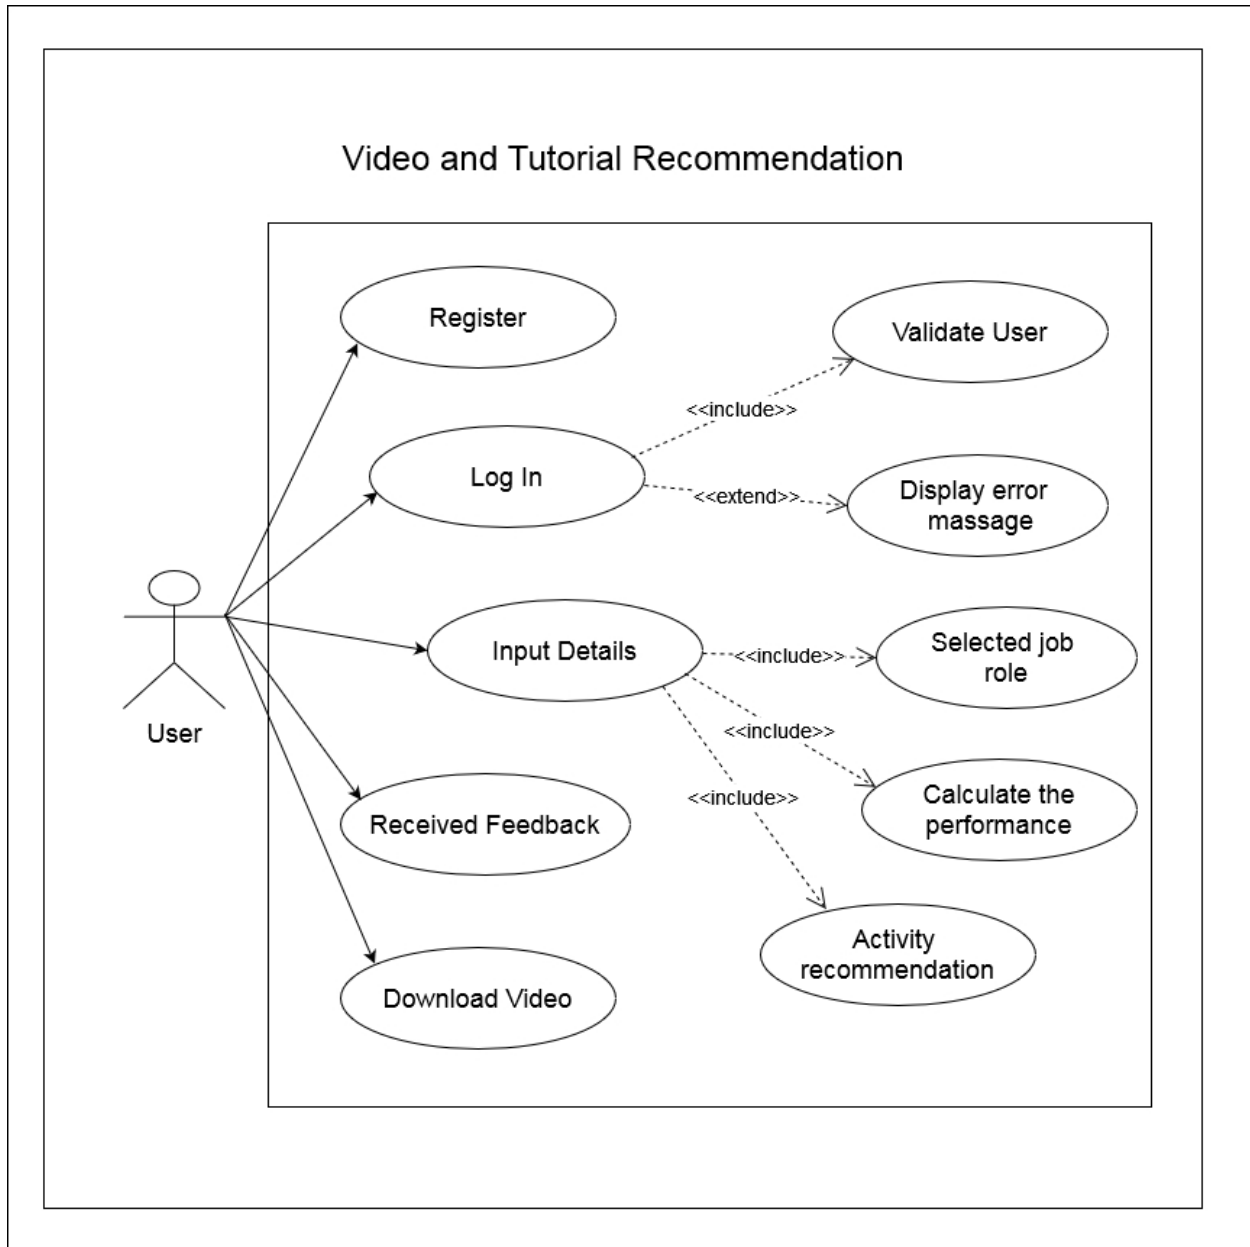 Video and Tutorial Recommendation
Register
Validate User
<<include>>
Log In
<<extend>>
Display error
massage
Input Details
<<include>>
Selected job
role
<<include>>
Calculate the
performance
<<include>>
User
Received Feedback
Activity
recommendation
Download Video